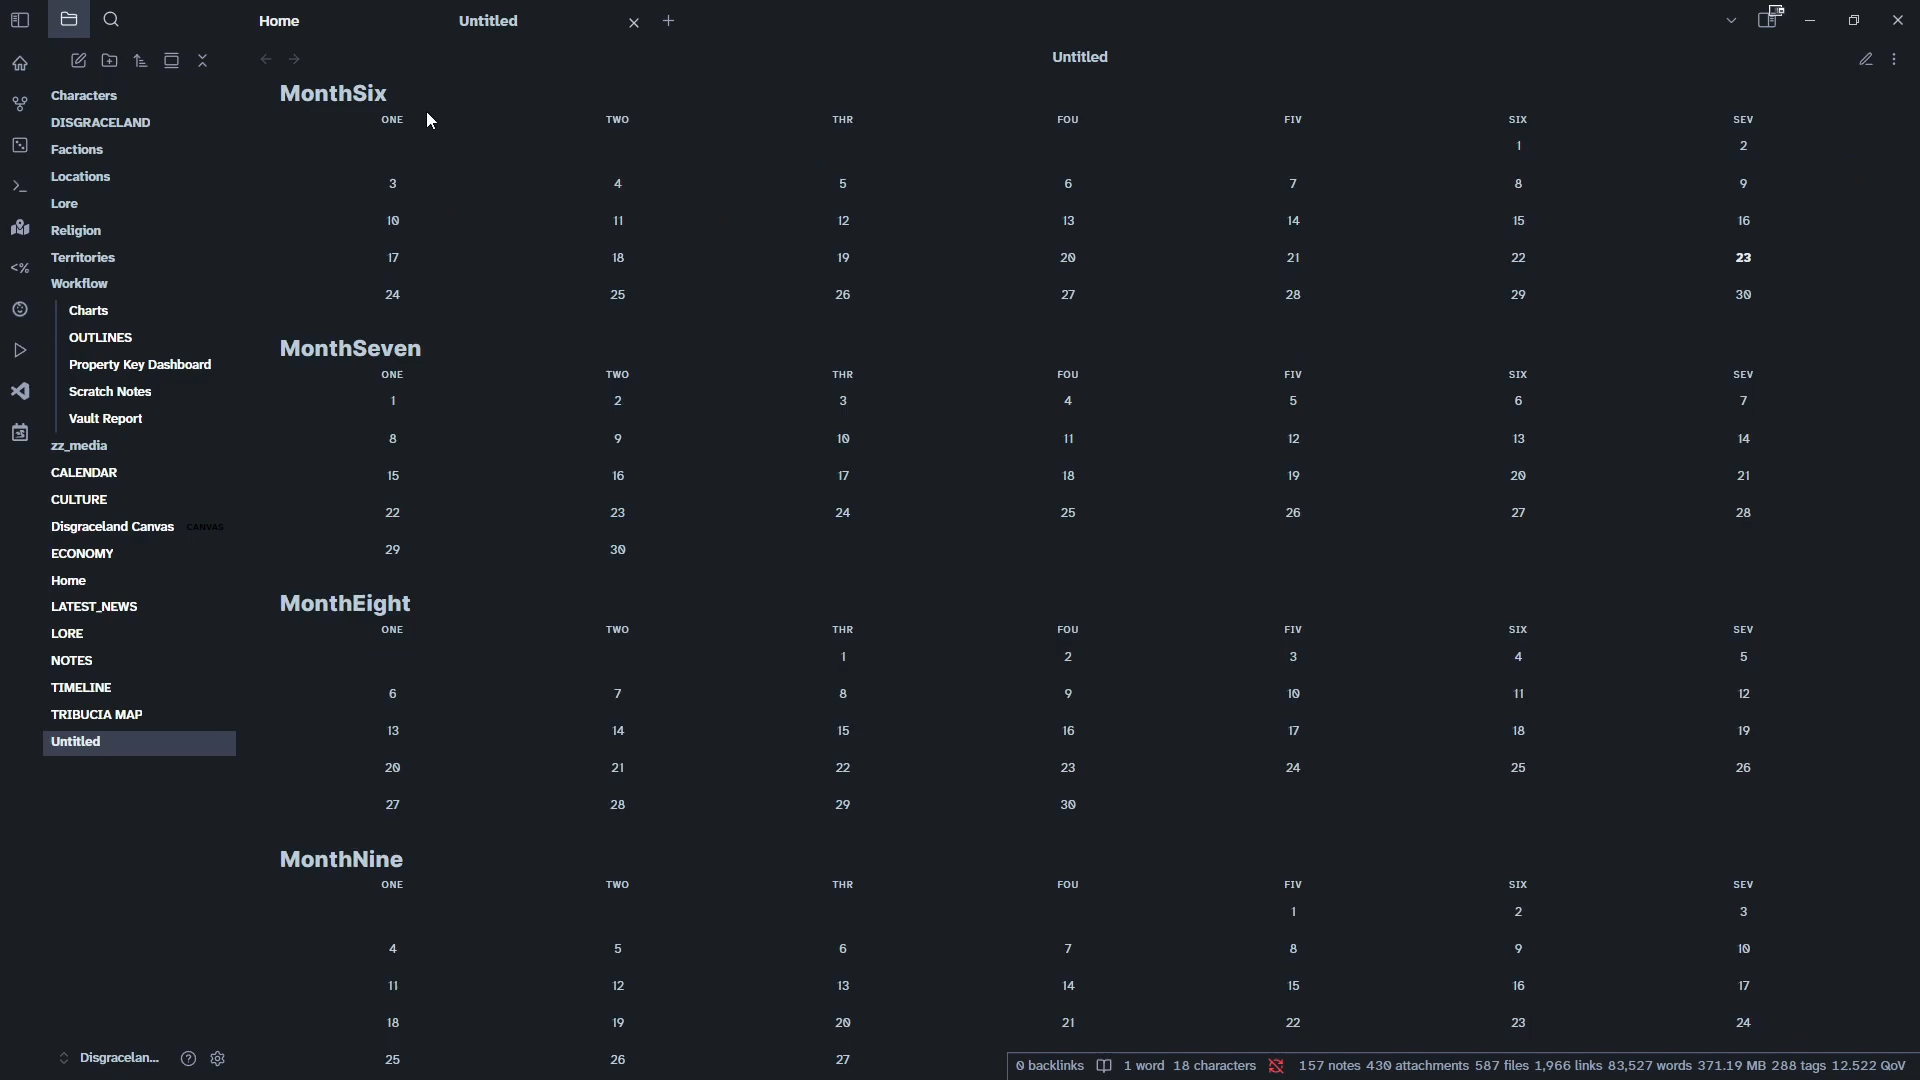 Home
Untitled
Untitled
Characters
DISGRACELAND
Factions
Locations
Lore
Religion
Territories
Workflow
Charts
OUTLINES
Property Key Dashboard
Scratch Notes
Vault Report
zz_media
CALENDAR
CULTURE
Disgraceland Canvas CANVAS
ECONOMY
Home
LATEST_NEWS
LORE
NOTES
TIMELINE
TRIBUCIA MAP
Untitled
Disgracelan...
MonthSix
ONE TWO THR FOU FIV SIX SEV
1 2
3 4 5 6 7 8 9
10 11 12 13 14 15 16
17 18 19 20 21 22 23
24 25 26 27 28 29 30
MonthSeven
ONE TWO THR FOU FIV SIX SEV
1 2 3 4 5 6 7
8 9 10 11 12 13 14
15 16 17 18 19 20 21
22 23 24 25 26 27 28
29 30
MonthEight
ONE TWO THR FOU FIV SIX SEV
1 2 3 4 5
6 7 8 9 10 11 12
13 14 15 16 17 18 19
20 21 22 23 24 25 26
27 28 29 30
MonthNine
ONE TWO THR FOU FIV SIX SEV
1 2 3
4 5 6 7 8 9 10
11 12 13 14 15 16 17
18 19 20 21 22 23 24
25 26 27
0 backlinks 1 word 18 characters 157 notes 430 attachments 587 files 1,966 links 83,527 words 371.19 MB 288 tags 12.522 QoV